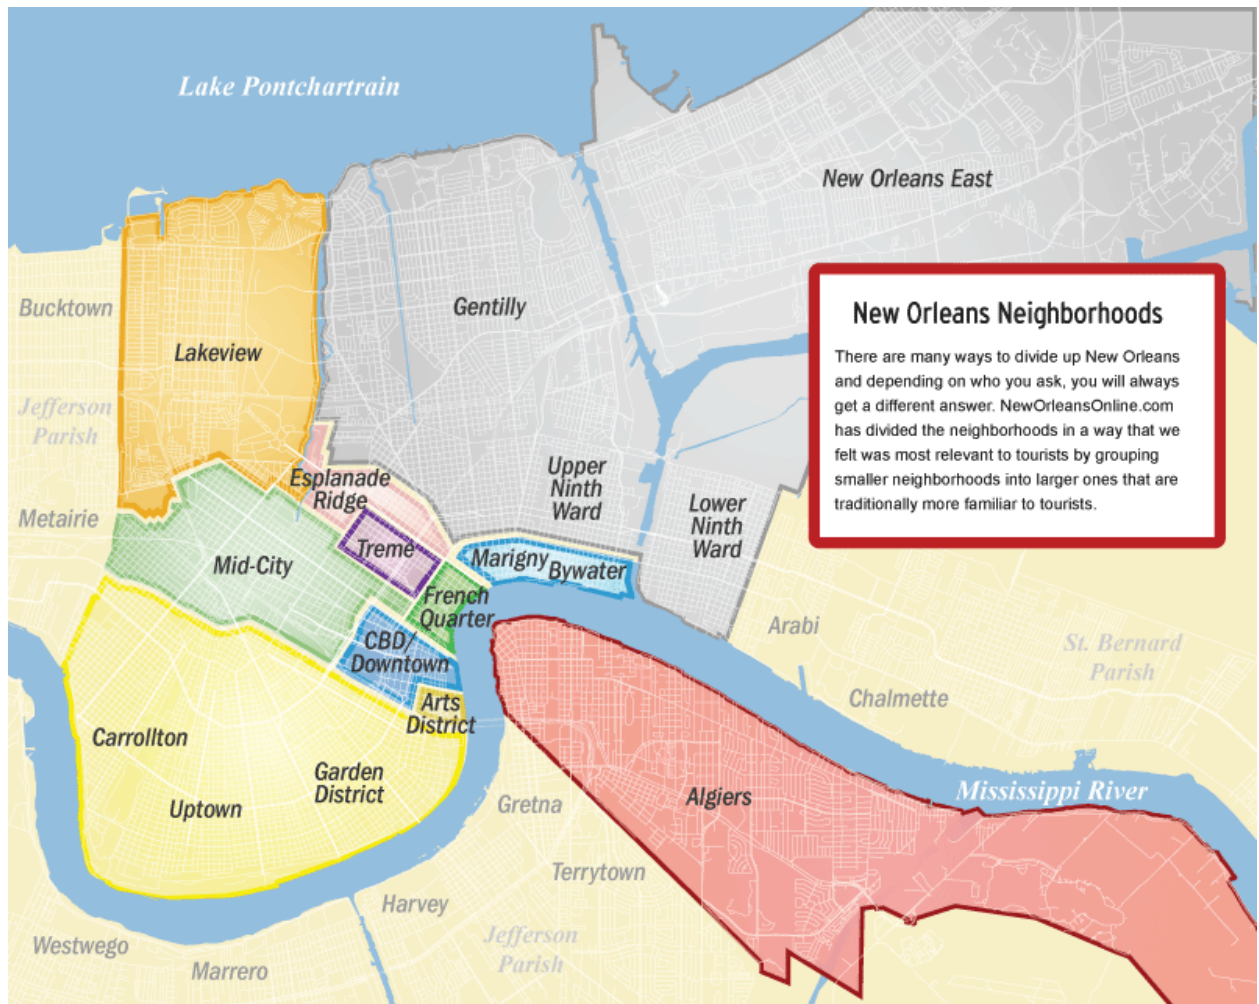 Lake Pontchartrain
New Orleans East
Bucktown
Gentilly
Lakeview
New Orleans Neighborhoods
There are many ways to divide up New Orleans
and depending on who you ask, you will always
get a different answer. NewOrleansOnline.com
has divided the neighborhoods in a way that we
felt was most relevant to tourists by grouping
smaller neighborhoods into larger ones that are
traditionally more familiar to tourists.
Jefferson
Parish
Esplanade
Ridge
Upper
Ninth
Ward
Lower
Ninth
Ward
Metairie
Mid-City
Tremé
Marigny
Bywater
French
Quarter
CBD/
Downtown
Arabi
St. Bernard
Parish
Chalmette
Arts
District
Carrollton
Garden
District
Uptown
Algiers
Mississippi River
Gretna
Terrytown
Harvey
Jefferson
Parish
Westwego
Marrero